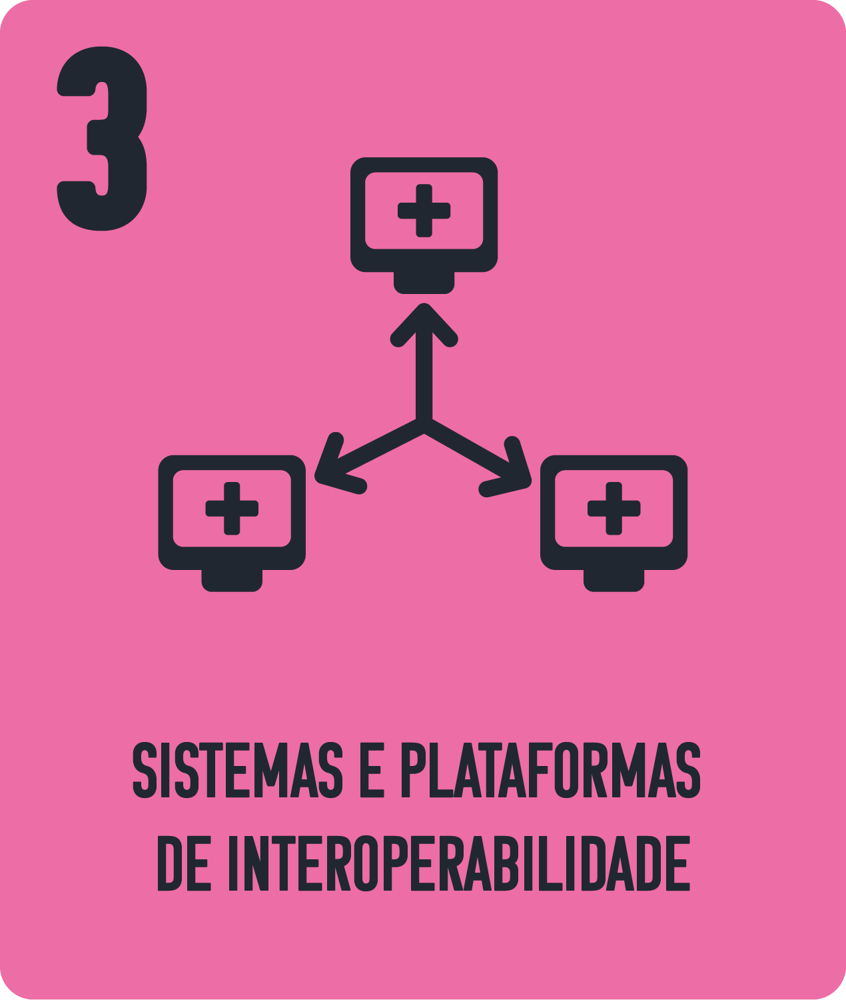 3
SISTEMAS E PLATAFORMAS
DE INTEROPERABILIDADE